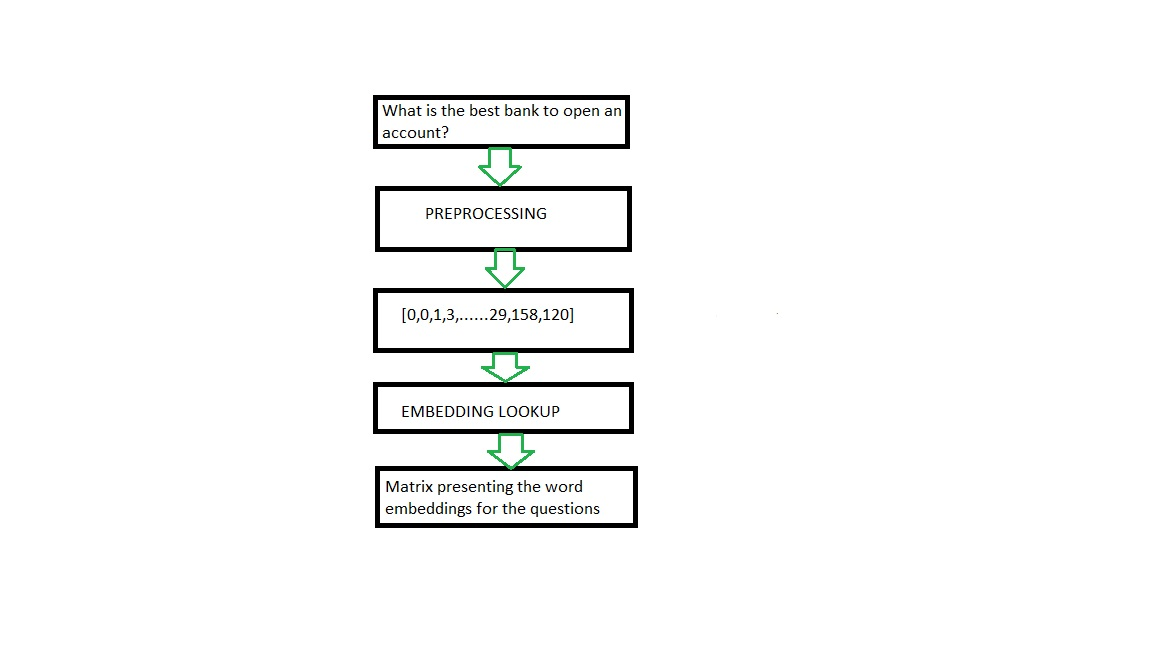 What is the best bank to open an
account?
PREPROCESSING
[0,0,1,3,......29,158,120]
EMBEDDING LOOKUP
Matrix presenting the word
embeddings for the questions